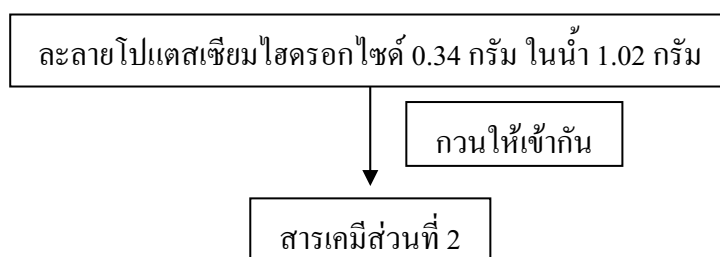 ละลายโปแตสเซียมไฮดรอกไซด์ 0.34 กรัม ในน้ำ 1.02 กรัม
กวนให้เข้ากัน
สารเคมีส่วนที่ 2